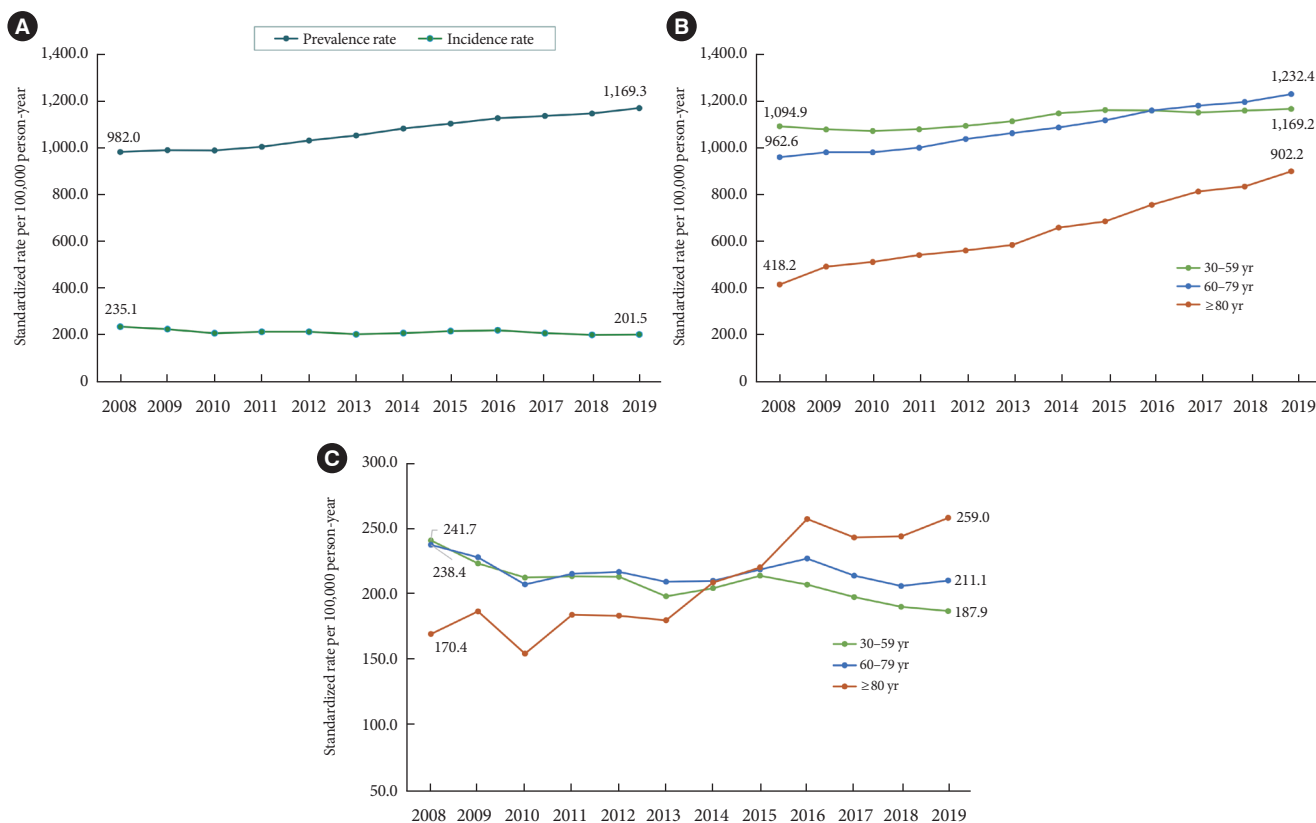 A
Prevalence rate
Incidence rate
Standardized rate per 100,000 person-year
1,400.0
1,200.0
1,000.0
800.0
600.0
400.0
200.0
0
982.0
1,169.3
235.1
201.5
2008 2009 2010 2011 2012 2013 2014 2015 2016 2017 2018 2019
B
Standardized rate per 100,000 person-year
1,400.0
1,200.0
1,000.0
800.0
600.0
400.0
200.0
0
1,094.9
962.6
418.2
1,232.4
1,169.2
902.2
30–59 yr
60–79 yr
≥80 yr
2008 2009 2010 2011 2012 2013 2014 2015 2016 2017 2018 2019
C
Standardized rate per 100,000 person-year
300.0
250.0
200.0
150.0
100.0
50.0
241.7
238.4
170.4
259.0
211.1
187.9
30–59 yr
60–79 yr
≥80 yr
2008 2009 2010 2011 2012 2013 2014 2015 2016 2017 2018 2019